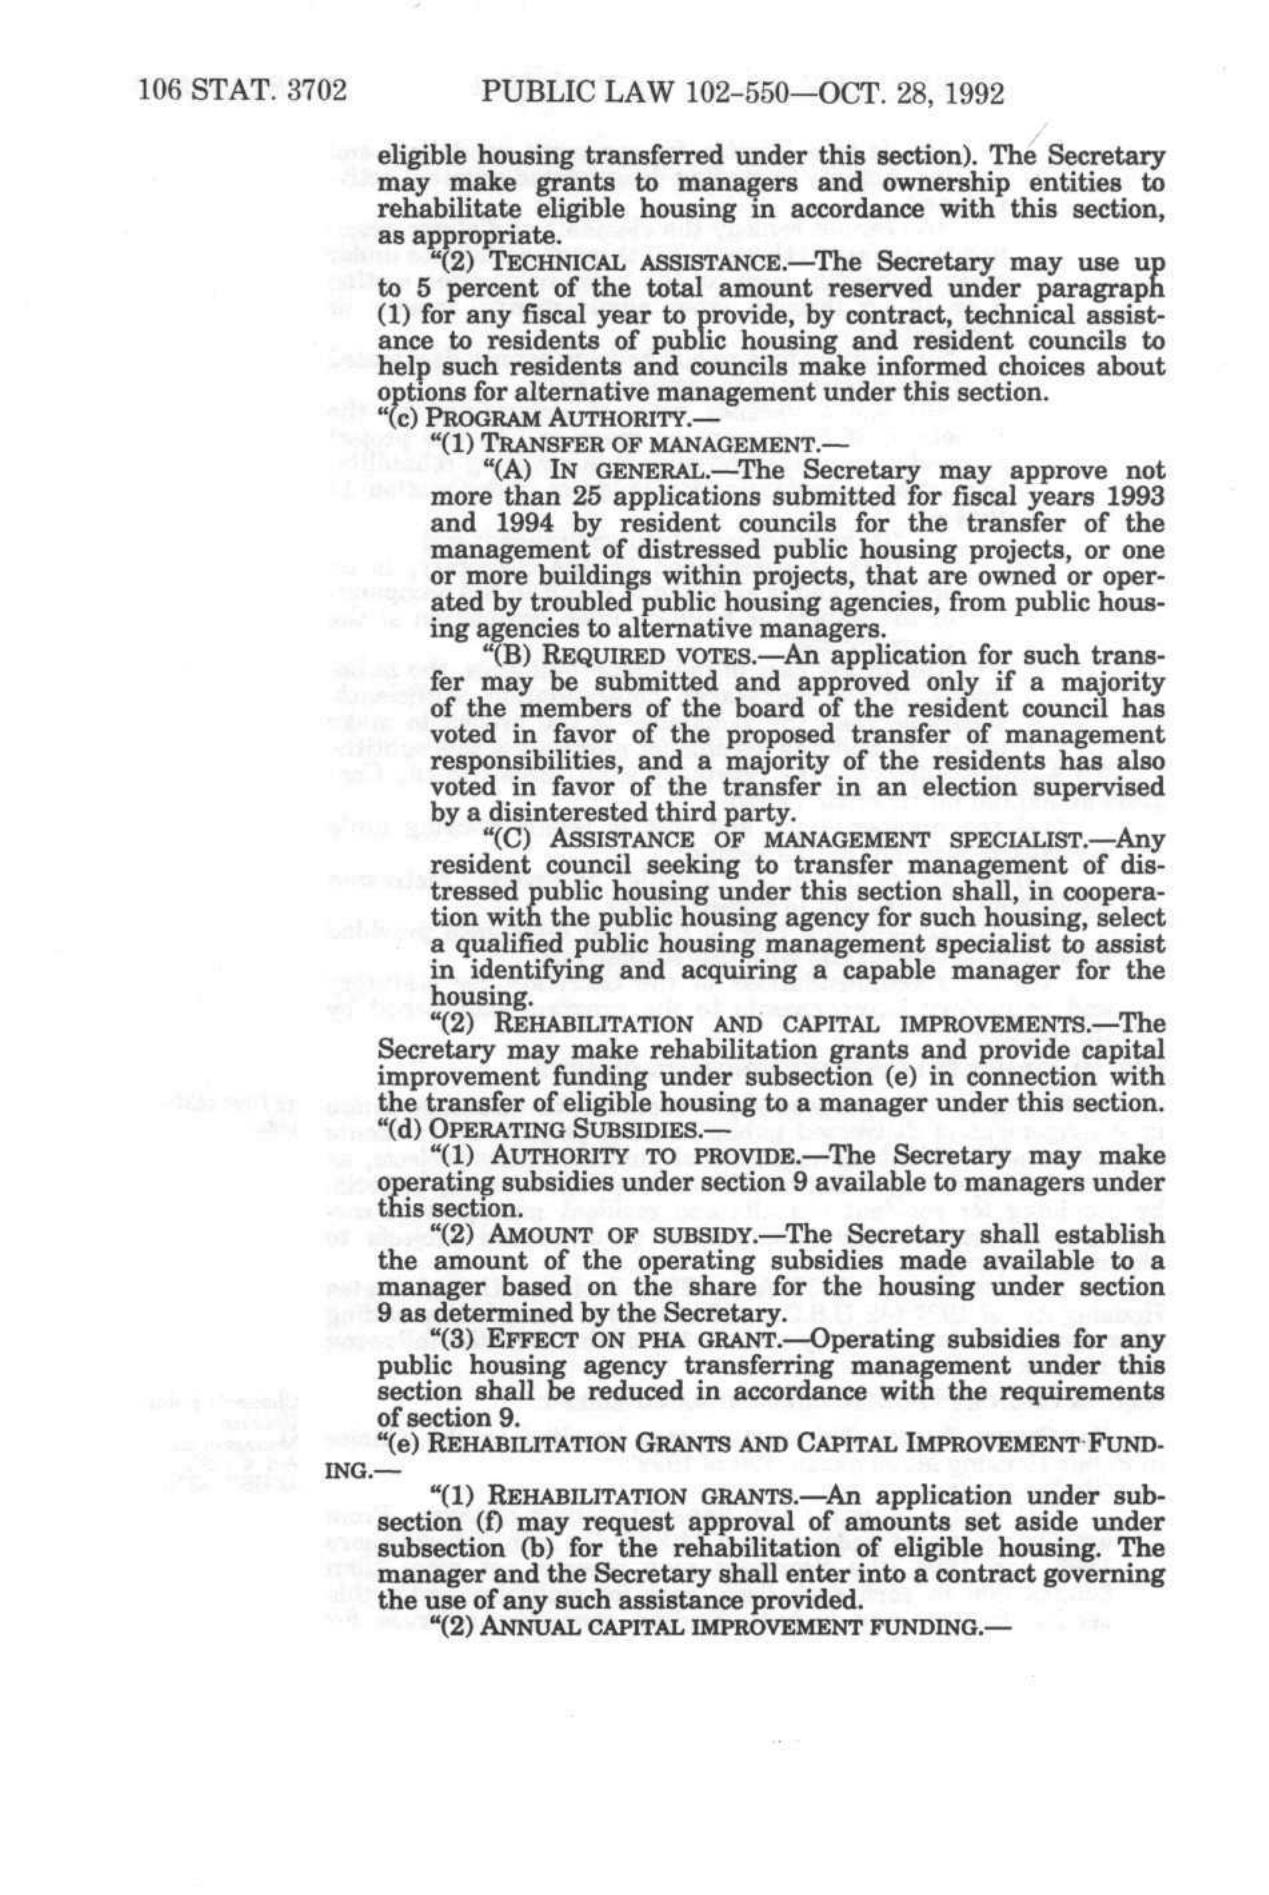 106 STAT. 3702 PUBLIC LAW 102-550—OCT. 28, 1992
eligible housing transferred under this section). The Secretary
may make grants to managers and ownership entities to
rehabilitate eligible housing in accordance with this section,
as appropriate.
“(2) TECHNICAL ASSISTANCE.—The Secretary may use up
to 5 percent of the total amount reserved under paragraph
(1) for any fiscal year to provide, by contract, technical assist-
ance to residents of public housing and resident councils to
help such residents and councils make informed choices about
options for alternative management under this section.
“(c) PROGRAM AUTHORITY.—
“(1) TRANSFER OF MANAGEMENT.—
“(A) IN GENERAL.—The Secretary may approve not
more than 25 applications submitted for fiscal years 1993
and 1994 by resident councils for the transfer of the
management of distressed public housing projects, or one
or more buildings within projects, that are owned or oper-
ated by troubled public housing agencies, from public hous-
ing agencies to alternative managers.
“(B) REQUIRED VOTES.—An application for such trans-
fer may be submitted and approved only if a majority
of the members of the board of the resident council has
voted in favor of the proposed transfer of management
responsibilities, and a majority of the residents has also
voted in favor of the transfer in an election supervised
by a disinterested third party.
“(C) ASSISTANCE OF MANAGEMENT SPECIALIST.—Any
resident council seeking to transfer management of dis-
tressed public housing under this section shall, in coopera-
tion with the public housing agency for such housing, select
a qualified public housing management specialist to assist
in identifying and acquiring a capable manager for the
housing.
“(2) REHABILITATION AND CAPITAL IMPROVEMENTS.—The
Secretary may make rehabilitation grants and provide capital
improvement funding under subsection (e) in connection with
the transfer of eligible housing to a manager under this section.
“(d) OPERATING SUBSIDIES.—
“(1) AUTHORITY TO PROVIDE.—The Secretary may make
operating subsidies under section 9 available to managers under
this section.
“(2) AMOUNT OF SUBSIDY.—The Secretary shall establish
the amount of the operating subsidies made available to a
manager based on the share for the housing under section
9 as determined by the Secretary.
“(3) EFFECT ON PHA GRANT.—Operating subsidies for any
public housing agency transferring management under this
section shall be reduced in accordance with the requirements
of section 9.
“(e) REHABILITATION GRANTS AND CAPITAL IMPROVEMENT FUND-
ING.—
“(1) REHABILITATION GRANTS.—An application under sub-
section (f) may request approval of amounts set aside under
subsection (b) for the rehabilitation of eligible housing. The
manager and the Secretary shall enter into a contract governing
the use of any such assistance provided.
“(2) ANNUAL CAPITAL IMPROVEMENT FUNDING.—